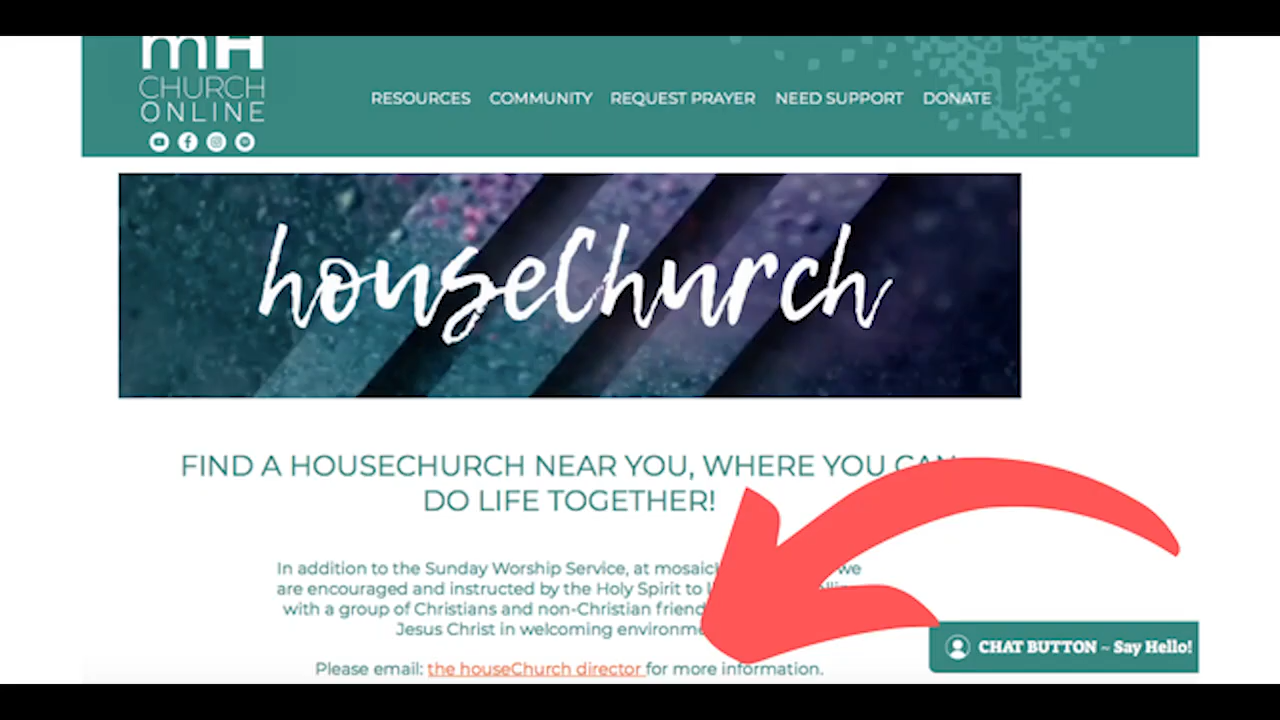 mH
CHURCH
ONLINE
RESOURCES COMMUNITY REQUEST PRAYER NEED SUPPORT DONATE
houseChurch
FIND A HOUSECHURCH NEAR YOU, WHERE YOU CAN
DO LIFE TOGETHER!
In addition to the Sunday Worship Service, at we
are encouraged and instructed by the Holy Spirit to
with a group of Christians and non-Christian
Jesus Christ in welcoming
Please email: the houseChurch director for more information.
CHAT BUTTON ~ Say Hello!